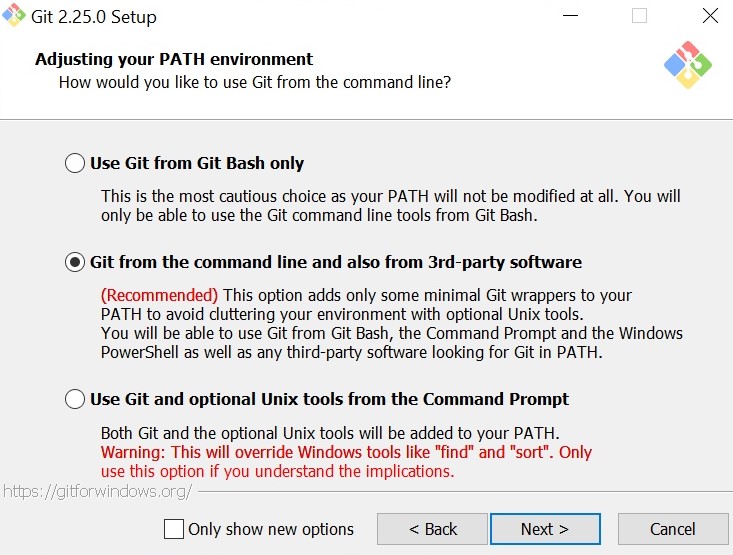 Git 2.25.0 Setup
Adjusting your PATH environment
How would you like to use Git from the command line?
Use Git from Git Bash only
This is the most cautious choice as your PATH will not be modified at all. You will
only be able to use the Git command line tools from Git Bash.
Git from the command line and also from 3rd-party software
(Recommended) This option adds only some minimal Git wrappers to your
PATH to avoid cluttering your environment with optional Unix tools.
You will be able to use Git from Git Bash, the Command Prompt and the Windows
PowerShell as well as any third-party software looking for Git in PATH.
Use Git and optional Unix tools from the Command Prompt
Both Git and the optional Unix tools will be added to your PATH.
Warning: This will override Windows tools like "find" and "sort". Only
use this option if you understand the implications.
https://gitforwindows.org/
Only show new options
< Back
Next >
Cancel